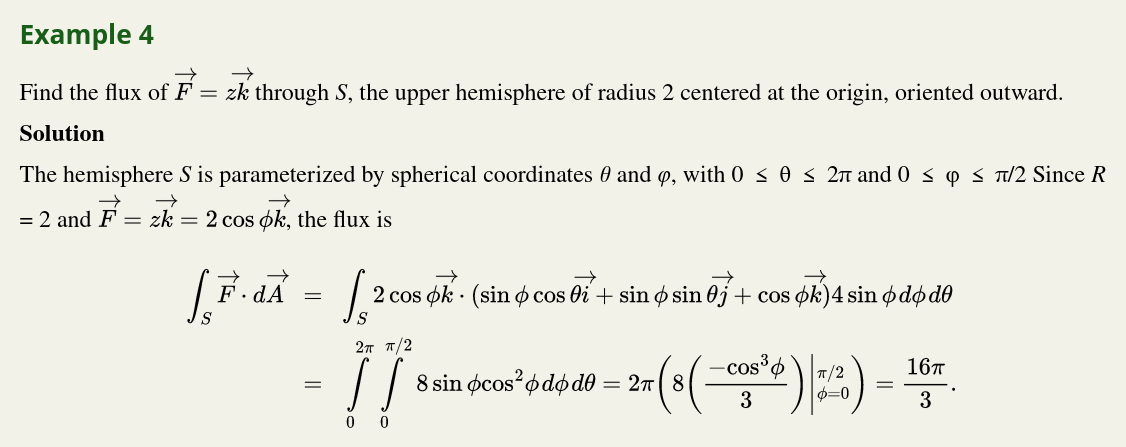 Example 4
Find the flux of $\overrightarrow{F} = z\overrightarrow{k}$ through S, the upper hemisphere of radius 2 centered at the origin, oriented outward.
Solution
The hemisphere S is parameterized by spherical coordinates θ and φ, with 0 ≤ θ ≤ 2π and 0 ≤ φ ≤ π/2 Since R
= 2 and $\overrightarrow{F} = z\overrightarrow{k} = 2\cos\phi\overrightarrow{k}$, the flux is
$\int_S \overrightarrow{F} \cdot d\overrightarrow{A} = \int_S 2\cos\phi\overrightarrow{k} \cdot (\sin\phi\cos\theta\overrightarrow{i} + \sin\phi\sin\theta\overrightarrow{j} + \cos\phi\overrightarrow{k})4\sin\phi d\phi d\theta$
$= \int_0^{2\pi}\int_0^{\pi/2} 8\sin\phi\cos^2\phi d\phi d\theta = 2\pi\left(8\left(\frac{-\cos^3\phi}{3}\right)\Big|_{\phi=0}^{\pi/2}\right) = \frac{16\pi}{3}.$